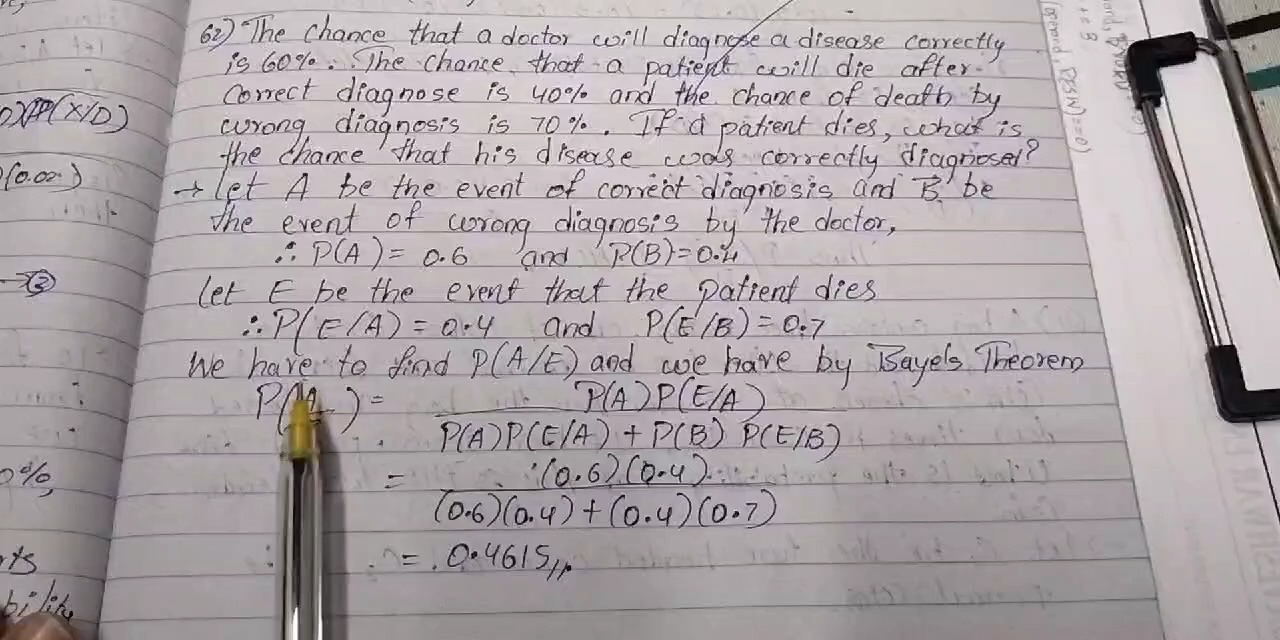 62) The chance that a doctor will diagnose a disease correctly
is 60%. The chance that a patient will die after
correct diagnose is 40% and the chance of death by
wrong diagnosis is 70%. If a patient dies, what is
the chance that his disease was correctly diagnosed?
→ Let A be the event of correct diagnosis and B be
the event of wrong diagnosis by the doctor,
∴ P(A) = 0.6 and P(B) = 0.4
Let E be the event that the patient dies
∴ P(E/A) = 0.4 and P(E/B) = 0.7
We have to find P(A/E) and we have by Bayels Theorem
P(A ) = P(A) P(E/A)
P(A) P(E/A) + P(B) P(E/B)
= (0.6)(0.4)
(0.6)(0.4) + (0.4)(0.7)
= 0.4615,,
P(X/D)
(0.02)
→ 3
0%,